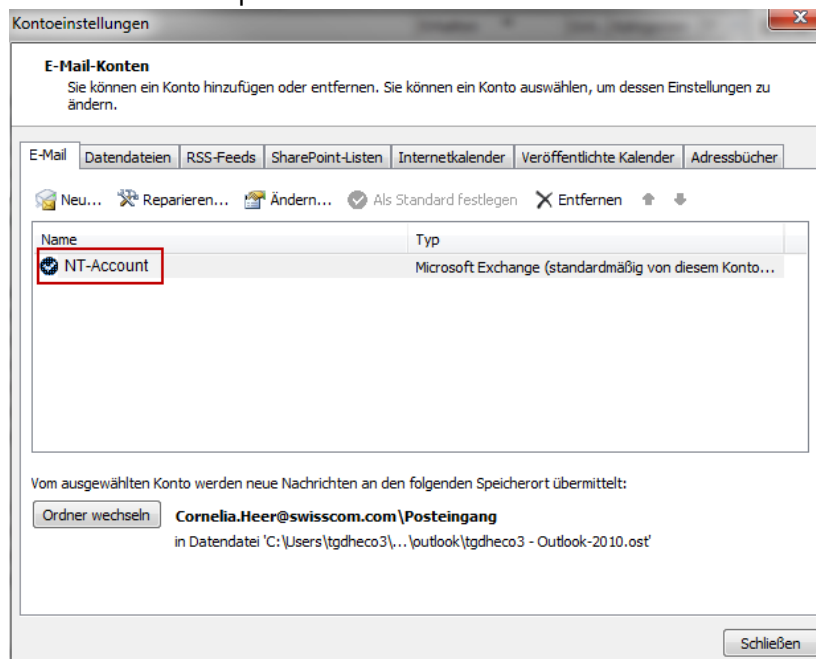 Kontoeinstellungen
E-Mail-Konten
Sie können ein Konto hinzufügen oder entfernen. Sie können ein Konto auswählen, um dessen Einstellungen zu
ändern.
E-Mail Datendateien RSS-Feeds SharePoint-Listen Internetkalender Veröffentlichte Kalender Adressbücher
Neu... Reparieren... Ändern... Als Standard festlegen Entfernen
Name Typ
NT-Account Microsoft Exchange (standardmäßig von diesem Konto...
Vom ausgewählten Konto werden neue Nachrichten an den folgenden Speicherort übermittelt:
Ordner wechseln Cornelia.Heer@swisscom.com\Posteingang
in Datendatei 'C:\Users\tgdheco3\...\outlook\tgdheco3 - Outlook-2010.ost'
Schließen